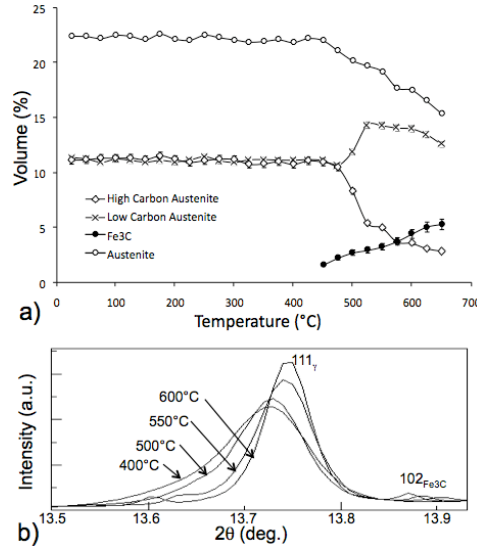 25
20
15
10
5
0
Volume (%)
High Carbon Austenite
Low Carbon Austenite
Fe3C
Austenite
0 100 200 300 400 500 600 700
a)
Temperature (°C)
Intensity (a.u.)
111γ
600°C
550°C
500°C
400°C
102Fe3C
13.5 13.6 13.7 13.8 13.9
b)
2θ (deg.)